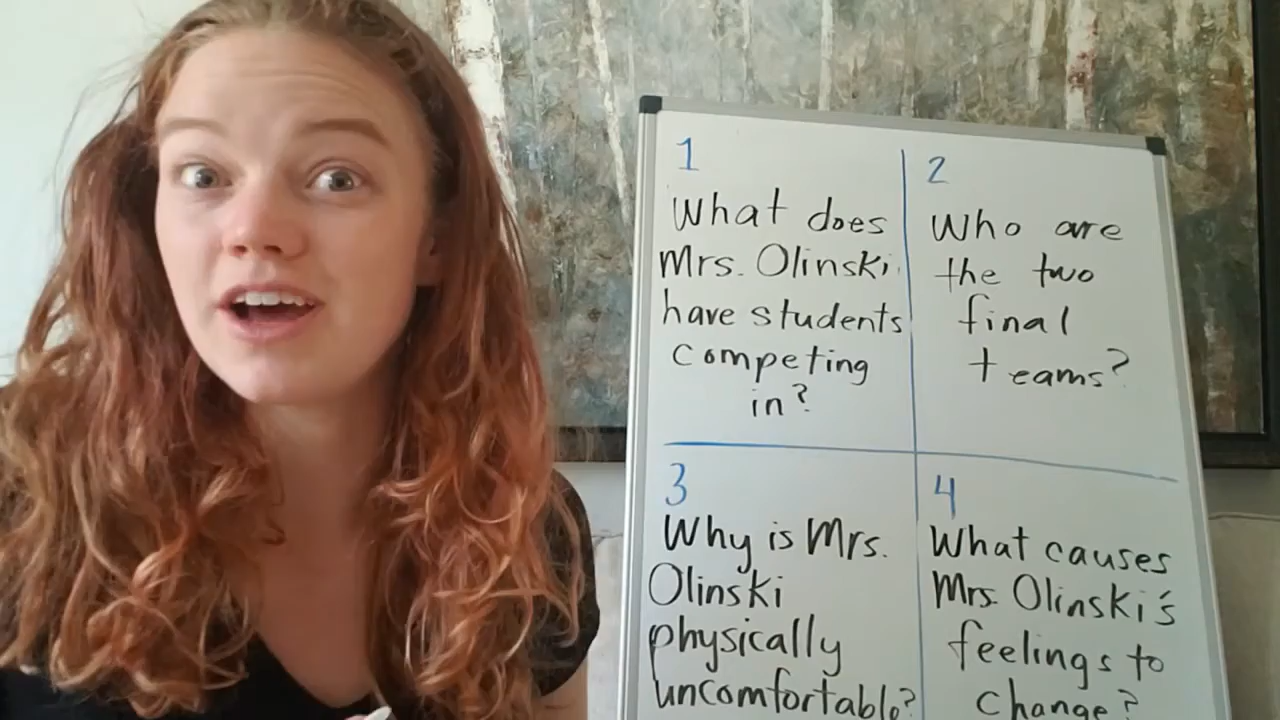 1
What does
Mrs. Olinski
have students
competing
in?
2
Who are
the two
final
teams?
3
Why is Mrs.
Olinski
physically
uncomfortable?
4
What causes
Mrs. Olinski's
feelings to
change?